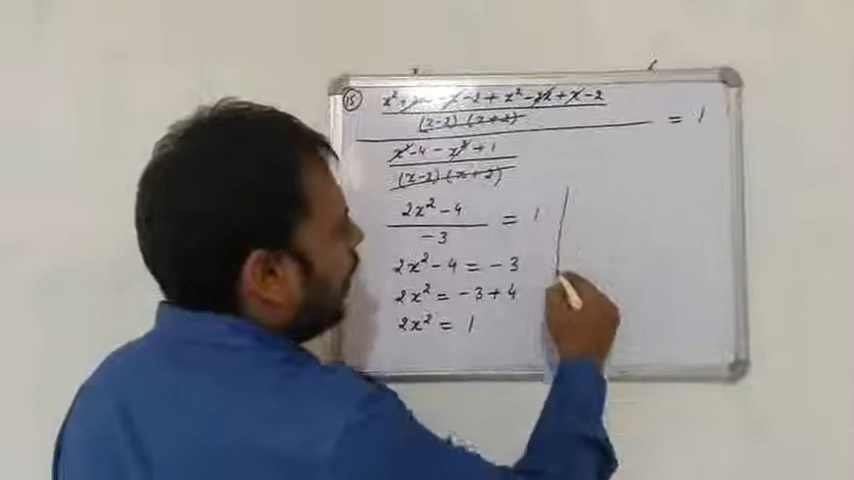 (15) x² + 2x - x - 2 + x² - 2x + x - 2
(x-2) (x+2)
= 1
x² - 4 - x² + 1
(x-2) (x+2)
2x² - 4 = 1
-3
2x² - 4 = -3
2x² = -3 + 4
2x² = 1